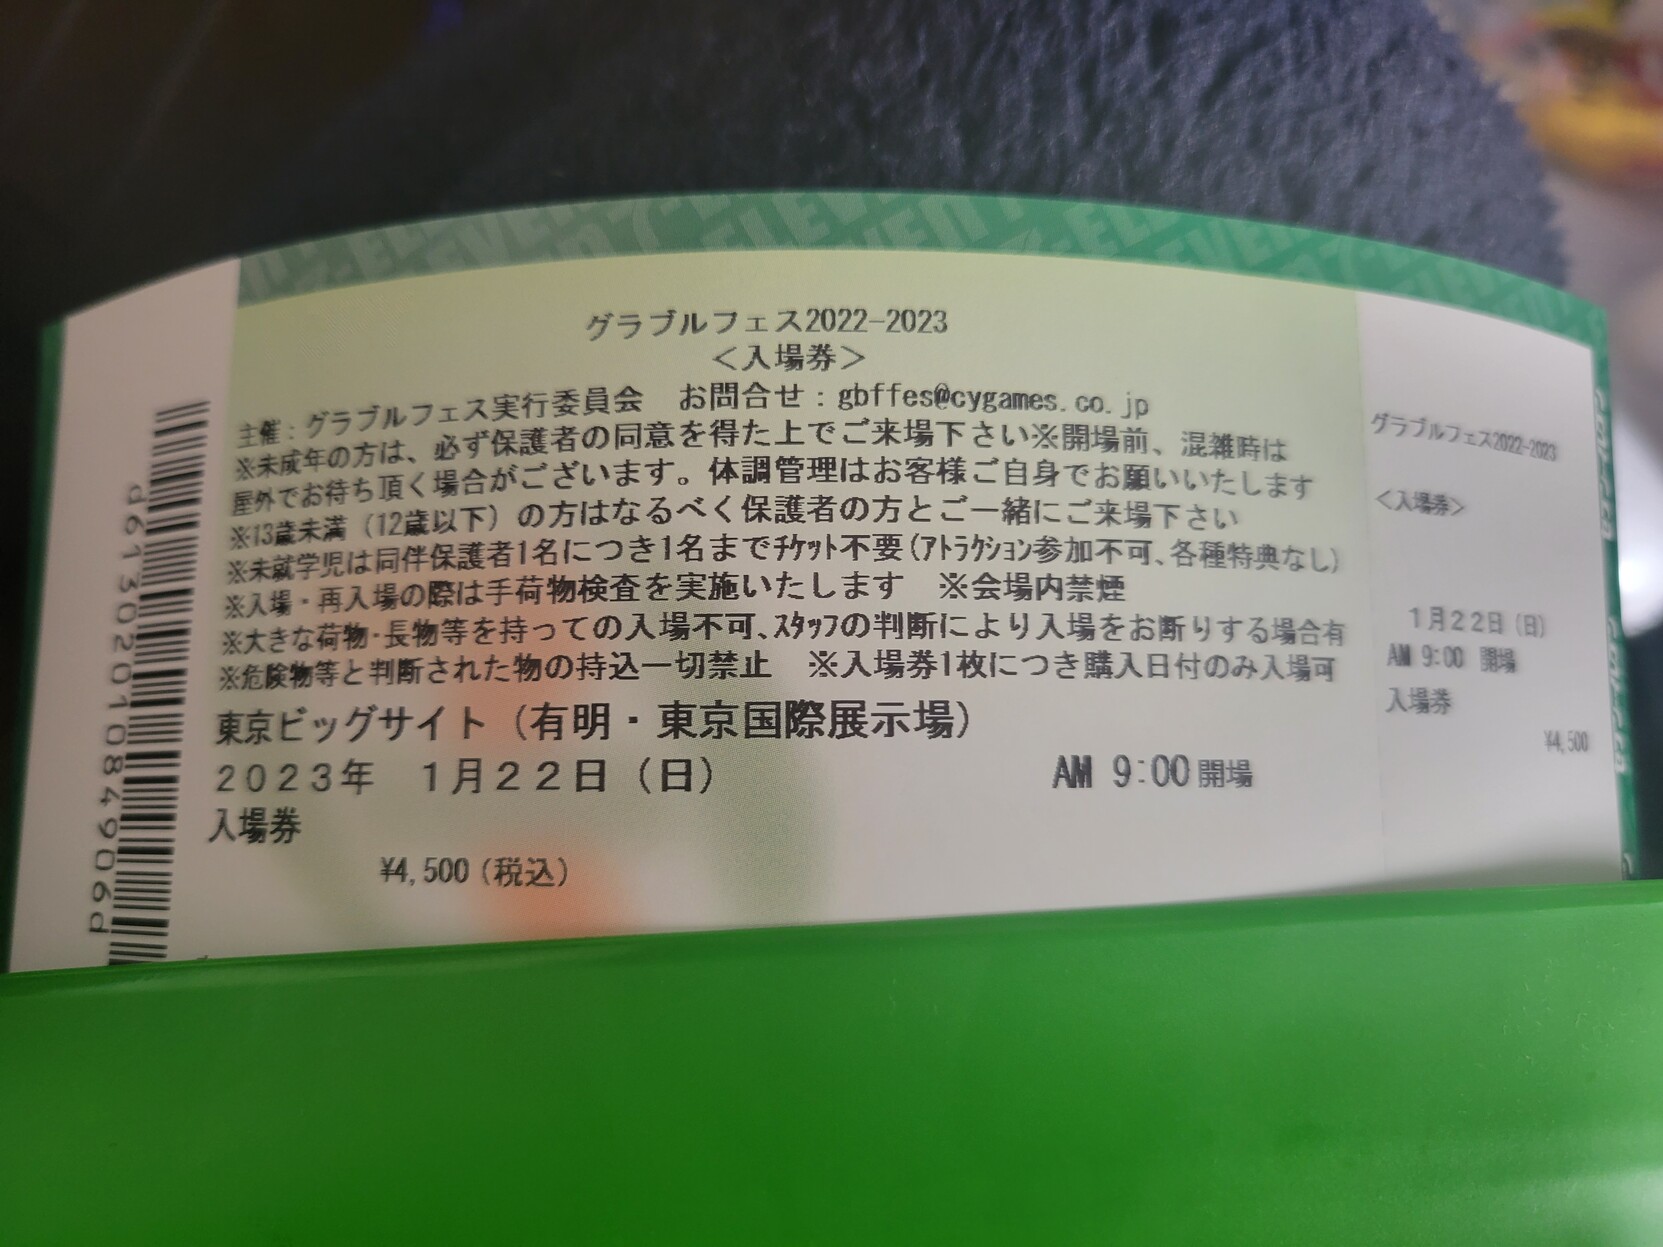 グラブルフェス2022-2023
＜入場券＞
主催：グラブルフェス実行委員会　お問合せ：gbffes@cygames.co.jp
※未成年の方は、必ず保護者の同意を得た上でご来場下さい※開場前、混雑時は
屋外でお待ち頂く場合がございます。体調管理はお客様ご自身でお願いいたします
※13歳未満（12歳以下）の方はなるべく保護者の方とご一緒にご来場下さい
※未就学児は同伴保護者1名につき1名までﾁｹｯﾄ不要(ｱﾄﾗｸｼｮﾝ参加不可、各種特典なし)
※入場・再入場の際は手荷物検査を実施いたします　※会場内禁煙
※大きな荷物・長物等を持っての入場不可、ｽﾀｯﾌの判断により入場をお断りする場合有
※危険物等と判断された物の持込一切禁止　※入場券1枚につき購入日付のみ入場可
東京ビッグサイト（有明・東京国際展示場）
２０２３年　１月２２日（日）　AM 9:00開場
入場券
¥4,500（税込）
グラブルフェス2022-2023
＜入場券＞
１月２２日（日）
AM 9:00 開場
入場券
¥4,500
d6130201084906d